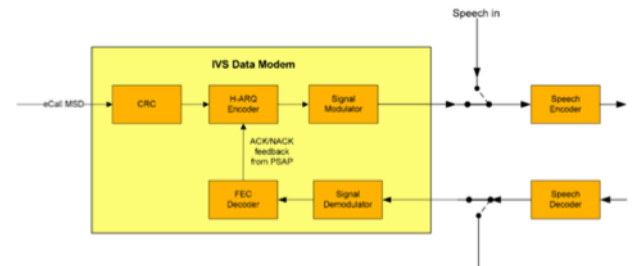 Speech in
IVS Data Modem
eCall MSD
CRC
H-ARQ
Encoder
Signal
Modulator
Speech
Encoder
ACK/NACK
feedback
from PSAP
FEC
Decoder
Signal
Demodulator
Speech
Decoder